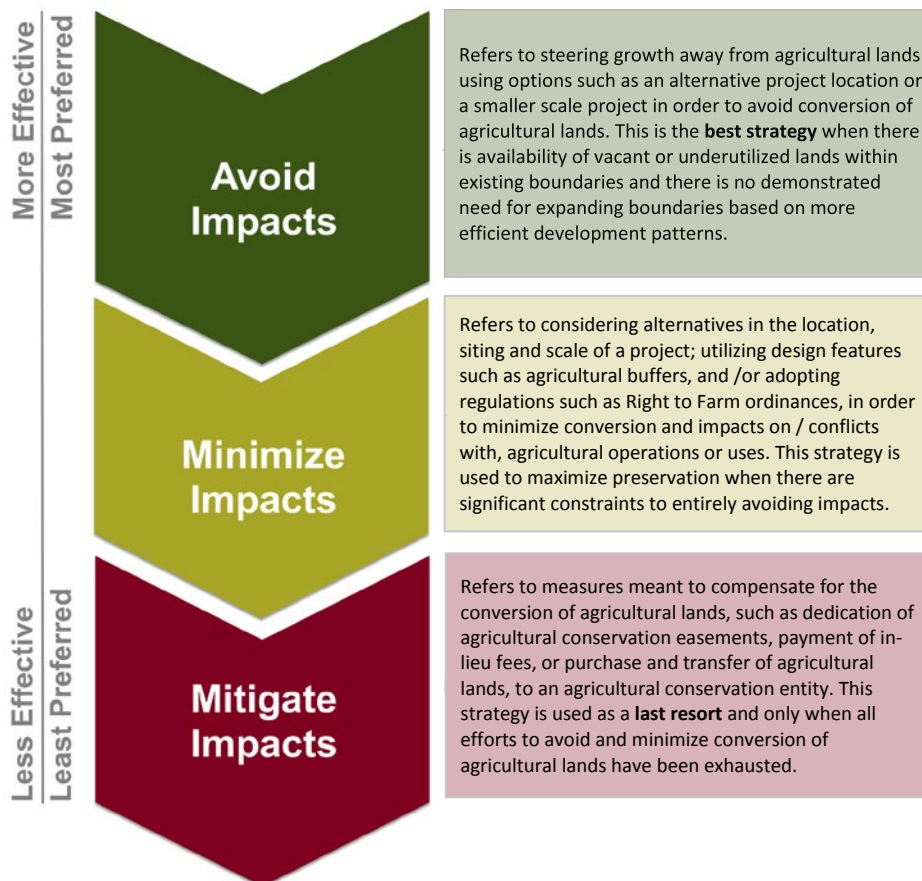 More Effective
Most Preferred
Avoid
Impacts
Refers to steering growth away from agricultural lands
using options such as an alternative project location or
a smaller scale project in order to avoid conversion of
agricultural lands. This is the best strategy when there
is availability of vacant or underutilized lands within
existing boundaries and there is no demonstrated
need for expanding boundaries based on more
efficient development patterns.
Minimize
Impacts
Refers to considering alternatives in the location,
siting and scale of a project; utilizing design features
such as agricultural buffers, and /or adopting
regulations such as Right to Farm ordinances, in order
to minimize conversion and impacts on / conflicts
with, agricultural operations or uses. This strategy is
used to maximize preservation when there are
significant constraints to entirely avoiding impacts.
Less Effective
Least Preferred
Mitigate
Impacts
Refers to measures meant to compensate for the
conversion of agricultural lands, such as dedication of
agricultural conservation easements, payment of in-
lieu fees, or purchase and transfer of agricultural
lands, to an agricultural conservation entity. This
strategy is used as a last resort and only when all
efforts to avoid and minimize conversion of
agricultural lands have been exhausted.